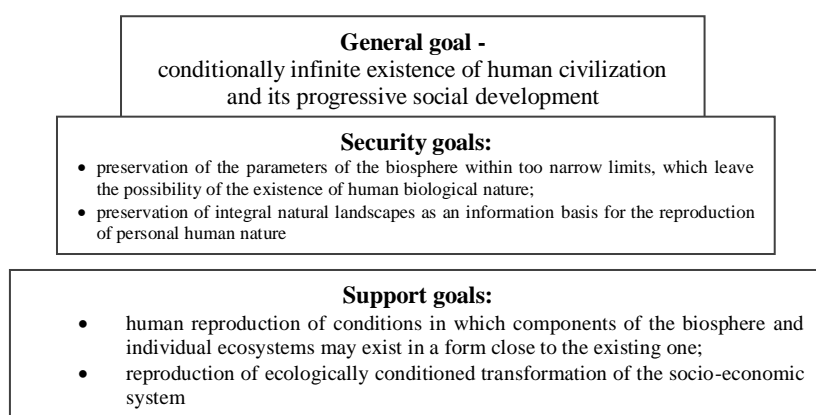 General goal -
conditionally infinite existence of human civilization
and its progressive social development
Security goals:
• preservation of the parameters of the biosphere within too narrow limits, which leave
the possibility of the existence of human biological nature;
• preservation of integral natural landscapes as an information basis for the reproduction
of personal human nature
Support goals:
• human reproduction of conditions in which components of the biosphere and
individual ecosystems may exist in a form close to the existing one;
• reproduction of ecologically conditioned transformation of the socio-economic
system